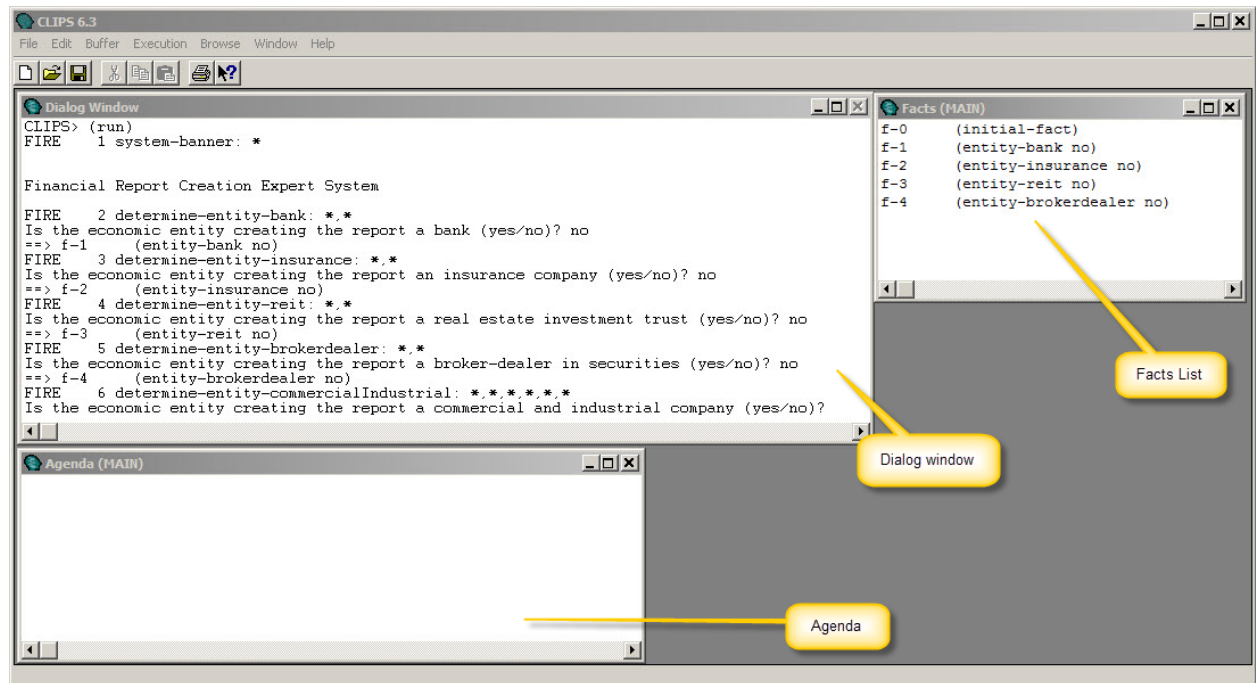 CLIPS 6.3
File Edit Buffer Execution Browse Window Help
Dialog Window
CLIPS> (run)
FIRE    1 system-banner: *
Financial Report Creation Expert System
FIRE    2 determine-entity-bank: *,*
Is the economic entity creating the report a bank (yes/no)? no
==> f-1     (entity-bank no)
FIRE    3 determine-entity-insurance: *,*
Is the economic entity creating the report an insurance company (yes/no)? no
==> f-2     (entity-insurance no)
FIRE    4 determine-entity-reit: *,*
Is the economic entity creating the report a real estate investment trust (yes/no)? no
==> f-3     (entity-reit no)
FIRE    5 determine-entity-brokerdealer: *,*
Is the economic entity creating the report a broker-dealer in securities (yes/no)? no
==> f-4     (entity-brokerdealer no)
FIRE    6 determine-entity-commercialIndustrial: *,*,*,*,*,*
Is the economic entity creating the report a commercial and industrial company (yes/no)?
Facts (MAIN)
f-0     (initial-fact)
f-1     (entity-bank no)
f-2     (entity-insurance no)
f-3     (entity-reit no)
f-4     (entity-brokerdealer no)
Facts List
Dialog window
Agenda (MAIN)
Agenda